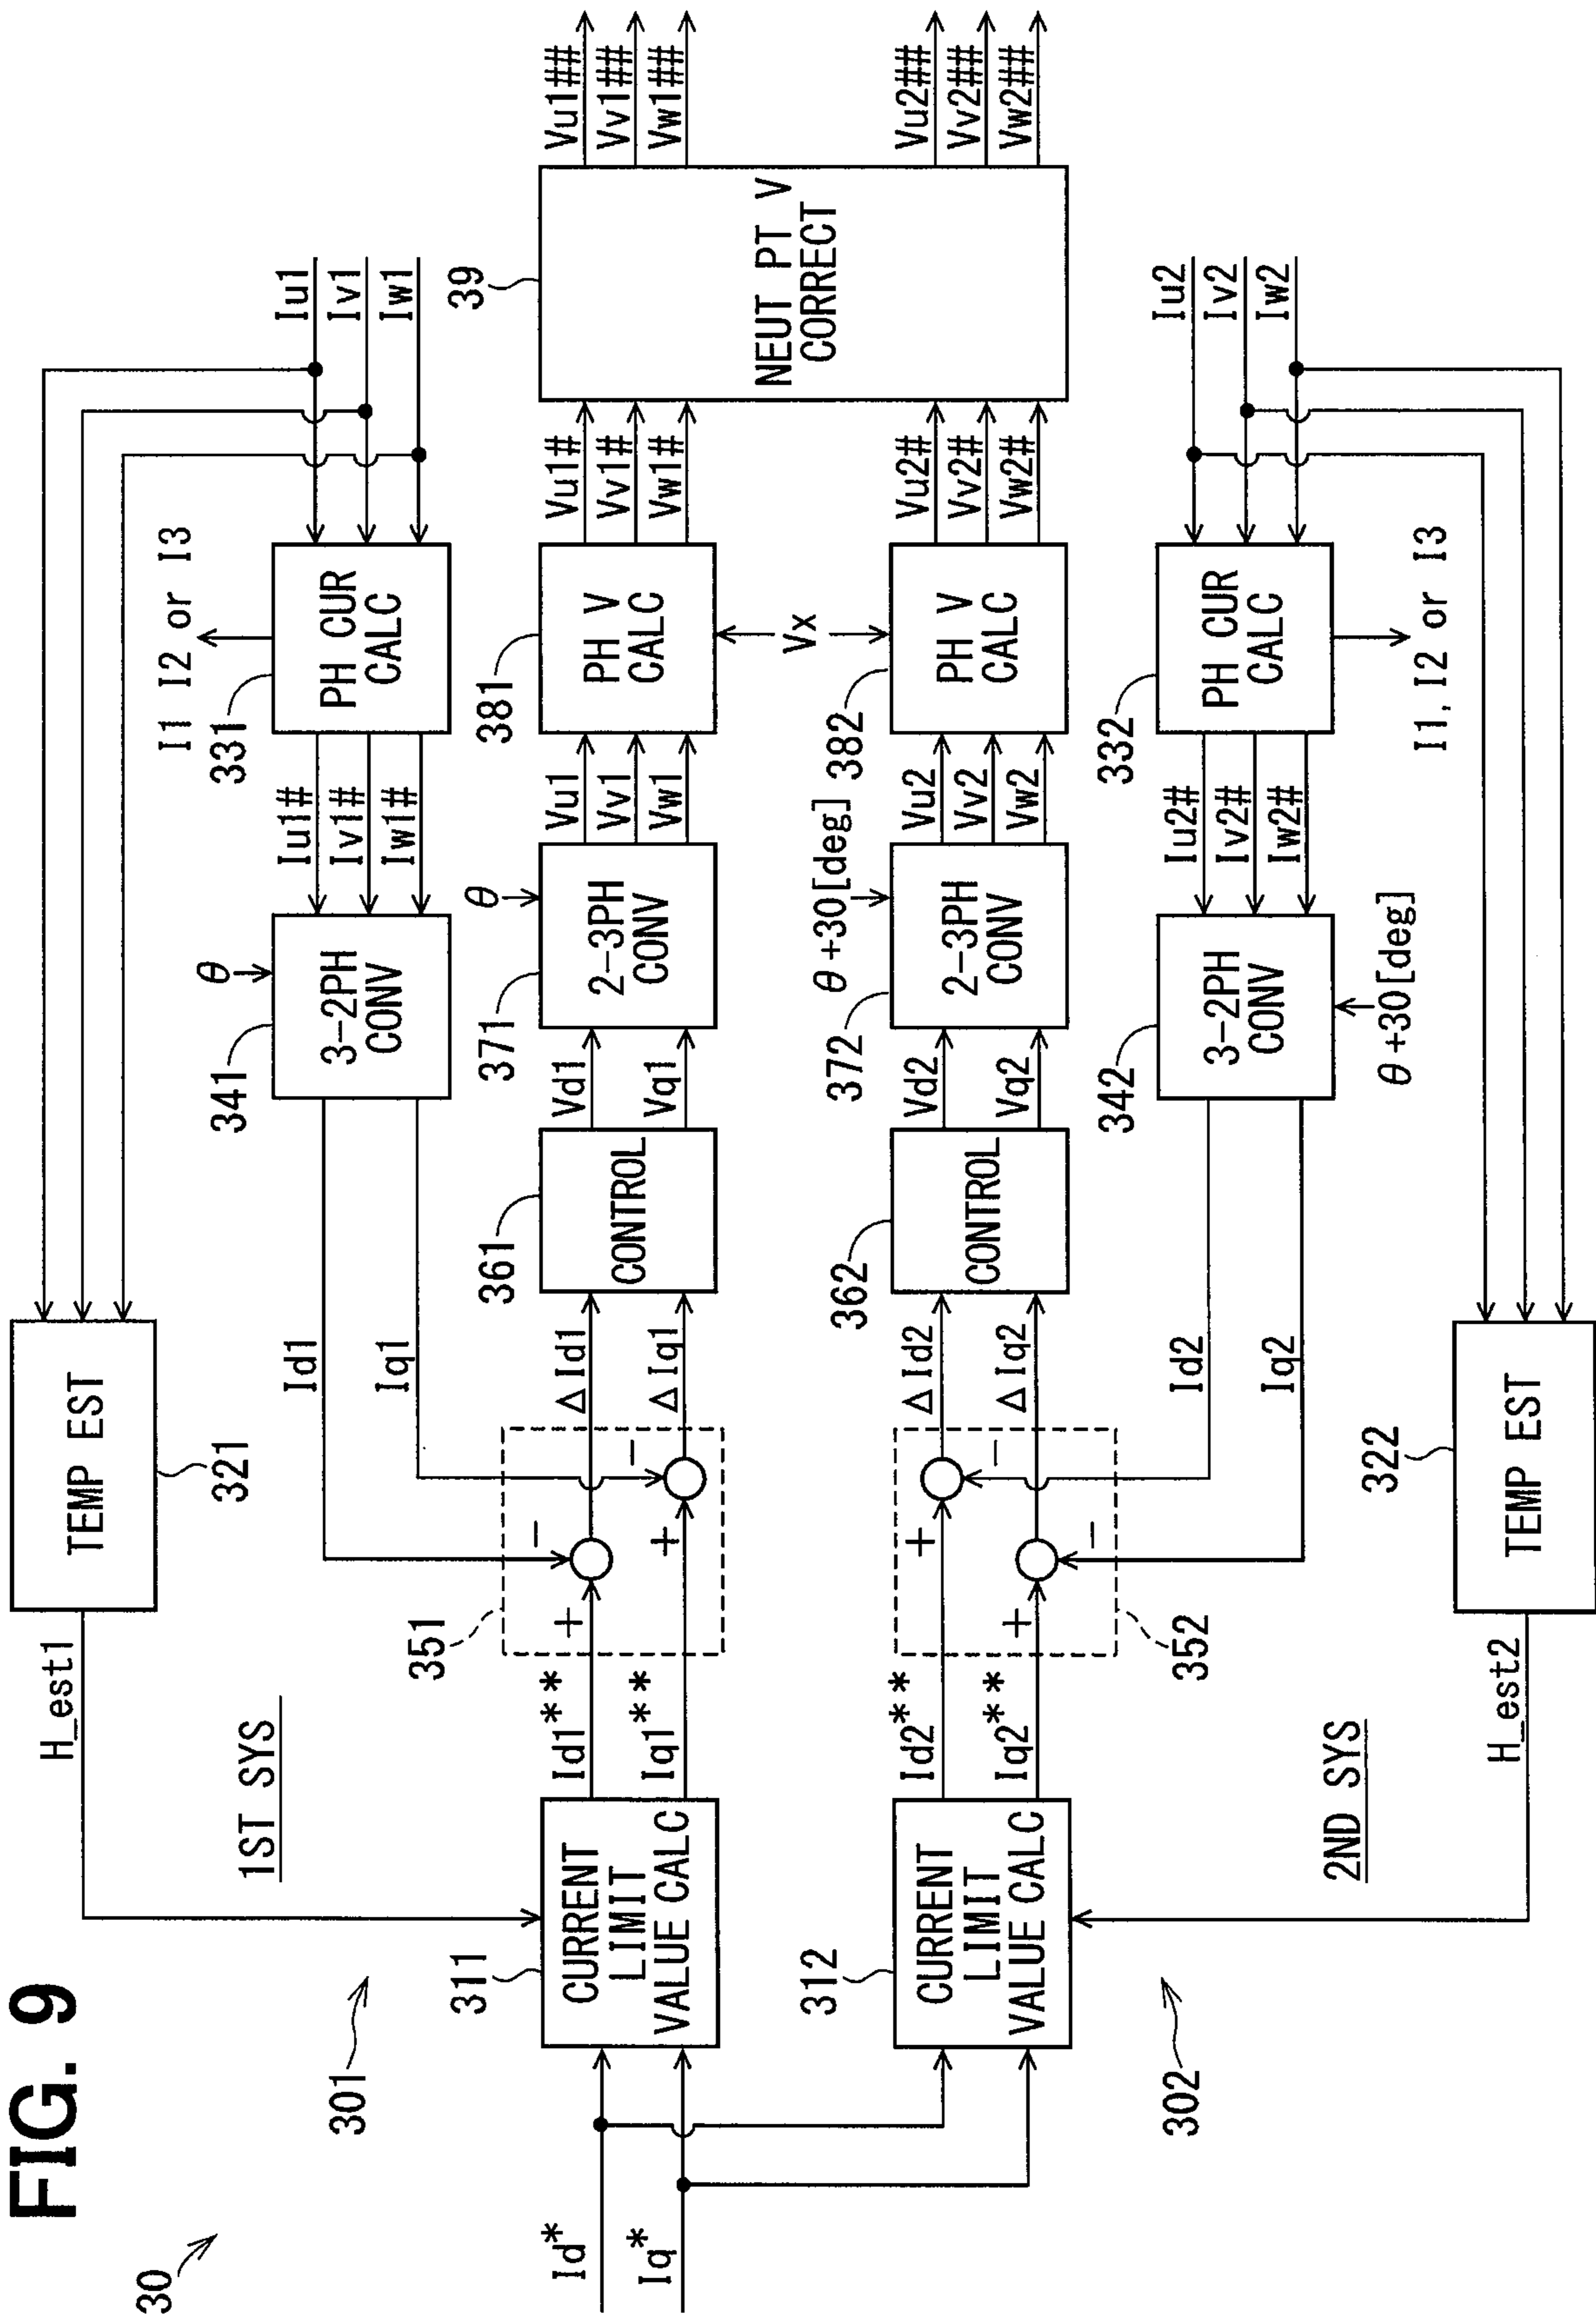 FIG. 9
30
301
302
1ST SYS
2ND SYS
Id*
Iq*
311
CURRENT
LIMIT
VALUE CALC
312
CURRENT
LIMIT
VALUE CALC
H_est1
H_est2
Id1**
Iq1**
Id2**
Iq2**
351
+
−
+
−
352
+
−
+
−
TEMP EST
321
TEMP EST
322
Id1
Iq1
Id2
Iq2
ΔId1
ΔIq1
ΔId2
ΔIq2
361
CONTROL
362
CONTROL
Vd1
Vq1
Vd2
Vq2
341
θ
3-2PH
CONV
371
θ
2-3PH
CONV
372
θ+30[deg]
2-3PH
CONV
342
3-2PH
CONV
θ+30[deg]
Iu1#
Iv1#
Iw1#
Vu1
Vv1
Vw1
Vu2
Vv2
Vw2
Iu2#
Iv2#
Iw2#
331
I1 I2 or I3
PH CUR
CALC
381
PH V
CALC
Vx
382
PH V
CALC
332
PH CUR
CALC
I1, I2 or I3
Vu1#
Vv1#
Vw1#
Vu2#
Vv2#
Vw2#
Iu1
Iv1
Iw1
39
NEUT PT V
CORRECT
Iu2
Iv2
Iw2
Vu1##
Vv1##
Vw1##
Vu2##
Vv2##
Vw2##